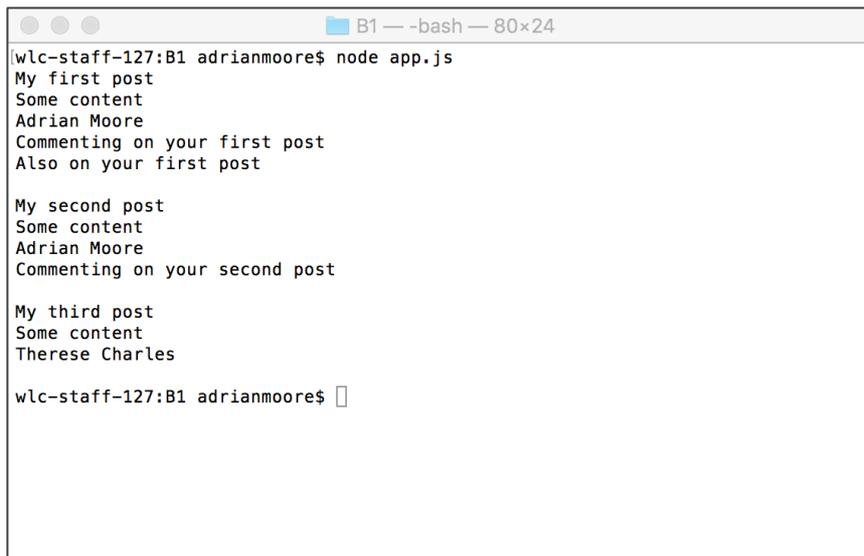 B1 — -bash — 80×24
wlc-staff-127:B1 adrianmoore$ node app.js
My first post
Some content
Adrian Moore
Commenting on your first post
Also on your first post
My second post
Some content
Adrian Moore
Commenting on your second post
My third post
Some content
Therese Charles
wlc-staff-127:B1 adrianmoore$